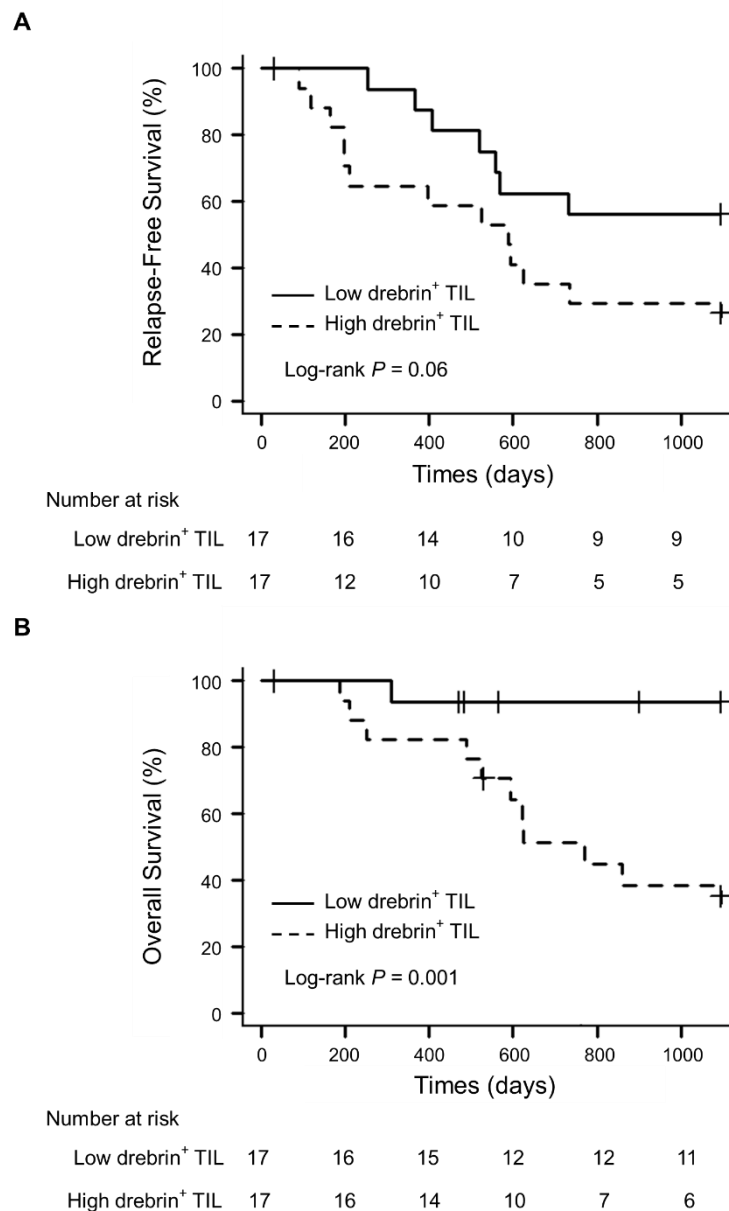 A
100
80
60
40
20
0
Relapse-Free Survival (%)
Low drebrin⁺ TIL
High drebrin⁺ TIL
Log-rank P = 0.06
0 200 400 600 800 1000
Times (days)
Number at risk
Low drebrin⁺ TIL 17 16 14 10 9 9
High drebrin⁺ TIL 17 12 10 7 5 5
B
100
80
60
40
20
0
Overall Survival (%)
Low drebrin⁺ TIL
High drebrin⁺ TIL
Log-rank P = 0.001
0 200 400 600 800 1000
Times (days)
Number at risk
Low drebrin⁺ TIL 17 16 15 12 12 11
High drebrin⁺ TIL 17 16 14 10 7 6